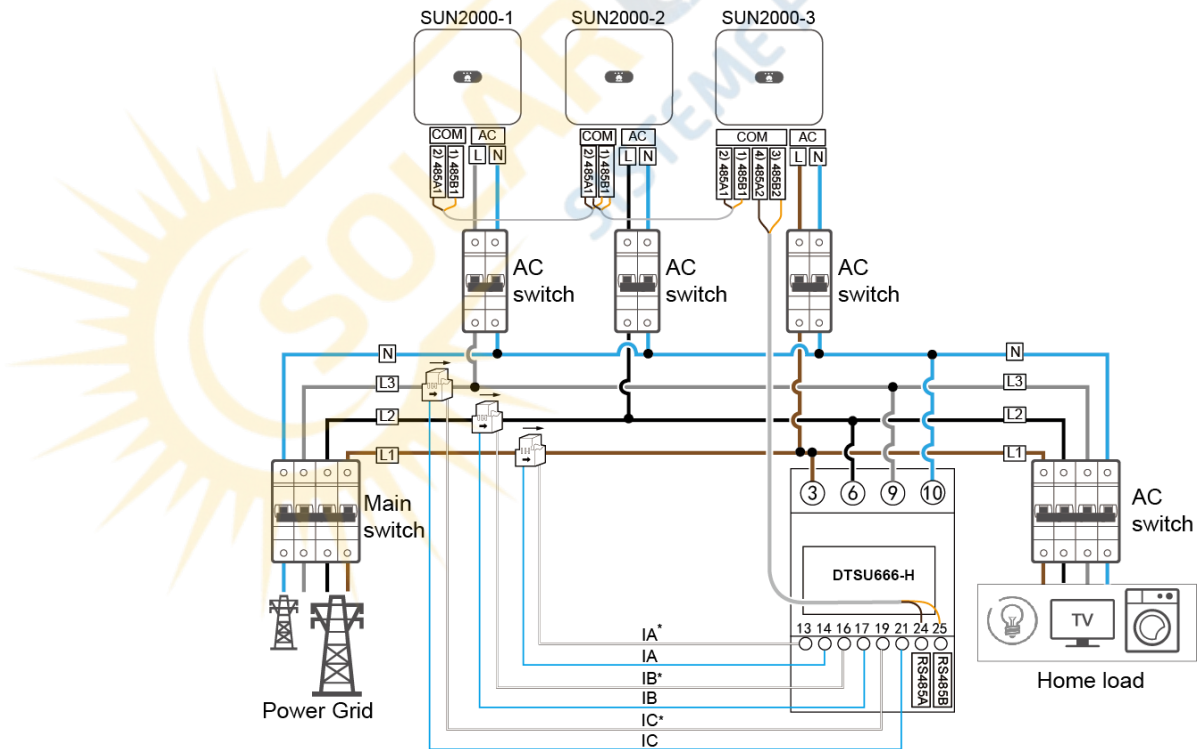 SUN2000-1
SUN2000-2
SUN2000-3
SOLAR
SISTEME
COM
AC
COM
AC
COM
AC
2) 485A1
1) 485B1
L
N
2) 485A1
1) 485B1
L
N
2) 485A1
1) 485B1
4) 485A2
3) 485B2
L
N
AC
switch
AC
switch
AC
switch
N
N
L3
L3
L2
L2
L1
L1
Main
switch
3
6
9
10
AC
switch
DTSU666-H
TV
13 14 16 17 19 21 24 25
RS485A
RS485B
IA*
IA
IB*
IB
IC*
IC
Power Grid
Home load